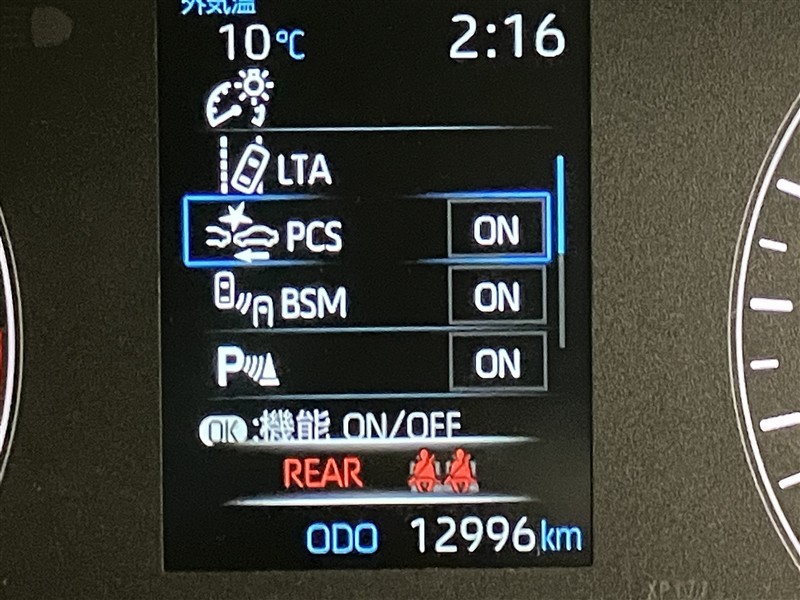 外気温
10℃ 2:16
LTA
PCS ON
BSM ON
P ON
OK :機能 ON/OFF
REAR
ODO 12996km